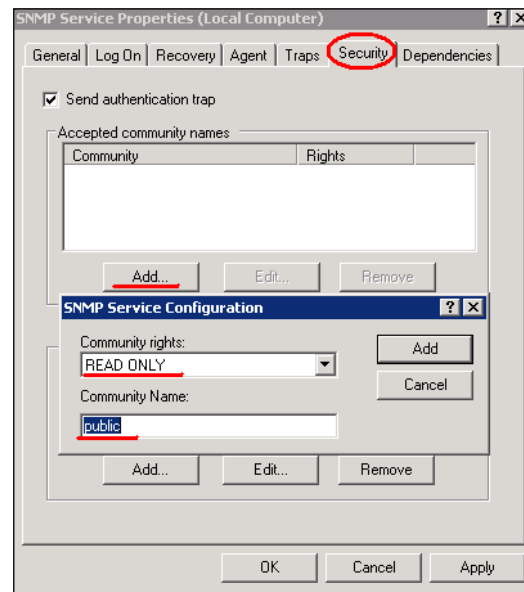 SNMP Service Properties (Local Computer)
General Log On Recovery Agent Traps Security Dependencies
Send authentication trap
Accepted community names
Community Rights
Add... Edit... Remove
SNMP Service Configuration
Community rights:
READ ONLY
Add
Cancel
Community Name:
public
Add... Edit... Remove
OK Cancel Apply